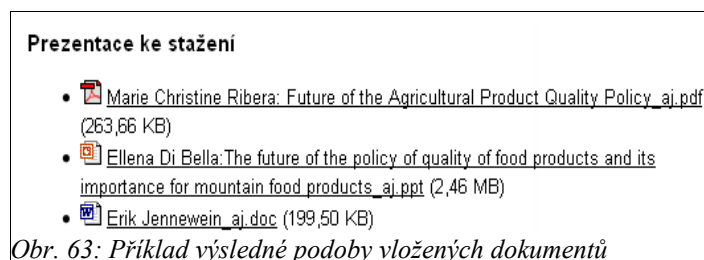 Prezentace ke stažení
Marie Christine Ribera: Future of the Agricultural Product Quality Policy_aj.pdf
(263,66 KB)
Ellena Di Bella:The future of the policy of quality of food products and its
importance for mountain food products_aj.ppt (2,46 MB)
Erik Jennewein_aj.doc (199,50 KB)
Obr. 63: Příklad výsledné podoby vložených dokumentů